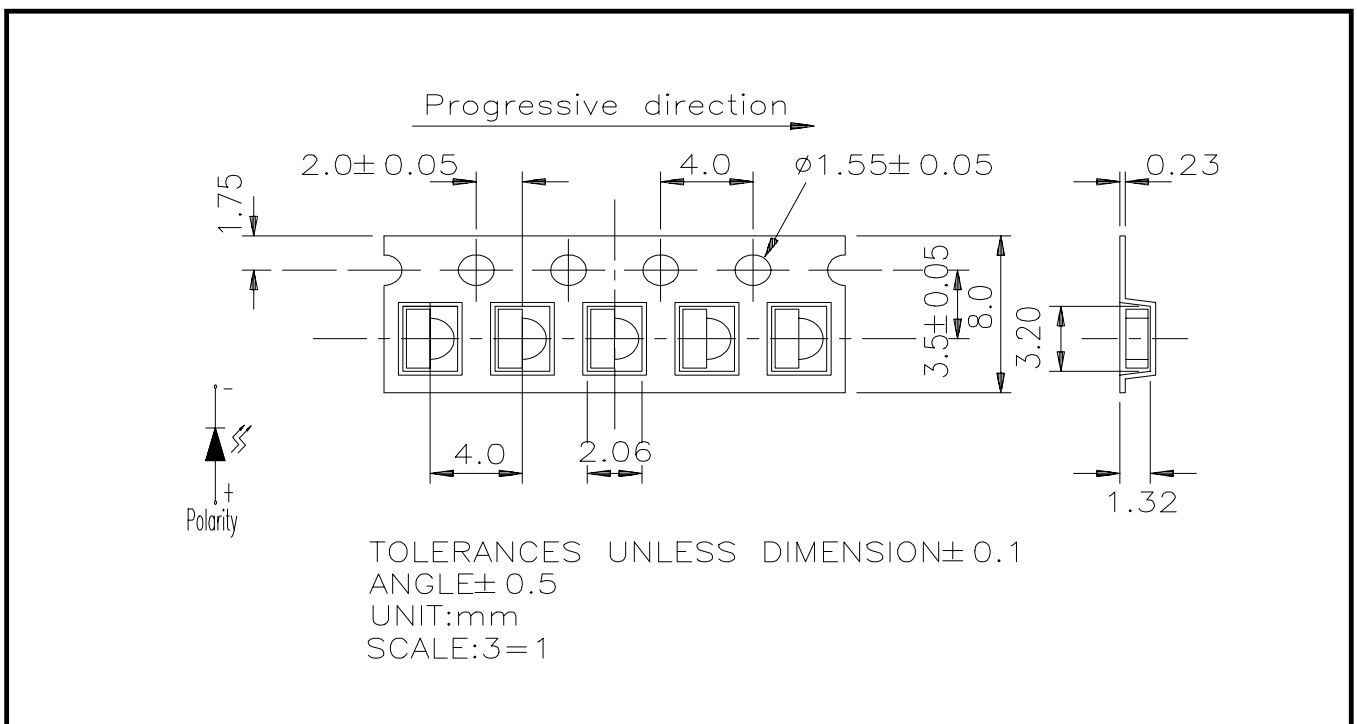 Progressive direction
2.0± 0.05
4.0
ø1.55± 0.05
0.23
1.75
3.5± 0.05
8.0
3.20
-
4.0
2.06
+
1.32
Polarity
TOLERANCES UNLESS DIMENSION± 0.1
ANGLE± 0.5
UNIT:mm
SCALE:3=1